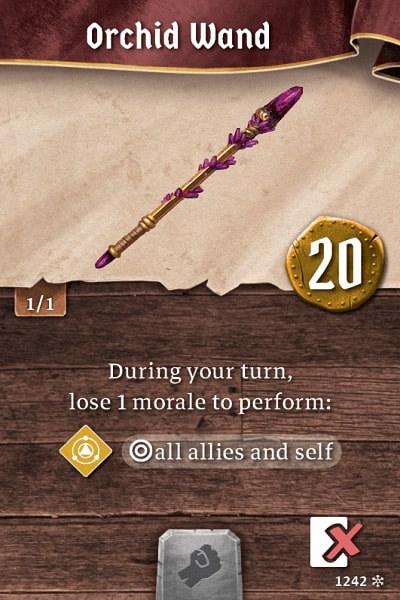 Orchid Wand
20
1/1
During your turn,
lose 1 morale to perform:
all allies and self
1242